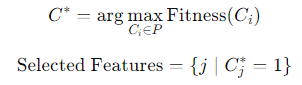 C* = arg max_{C_i ∈ P} Fitness(C_i)
Selected Features = {j | C*_j = 1}